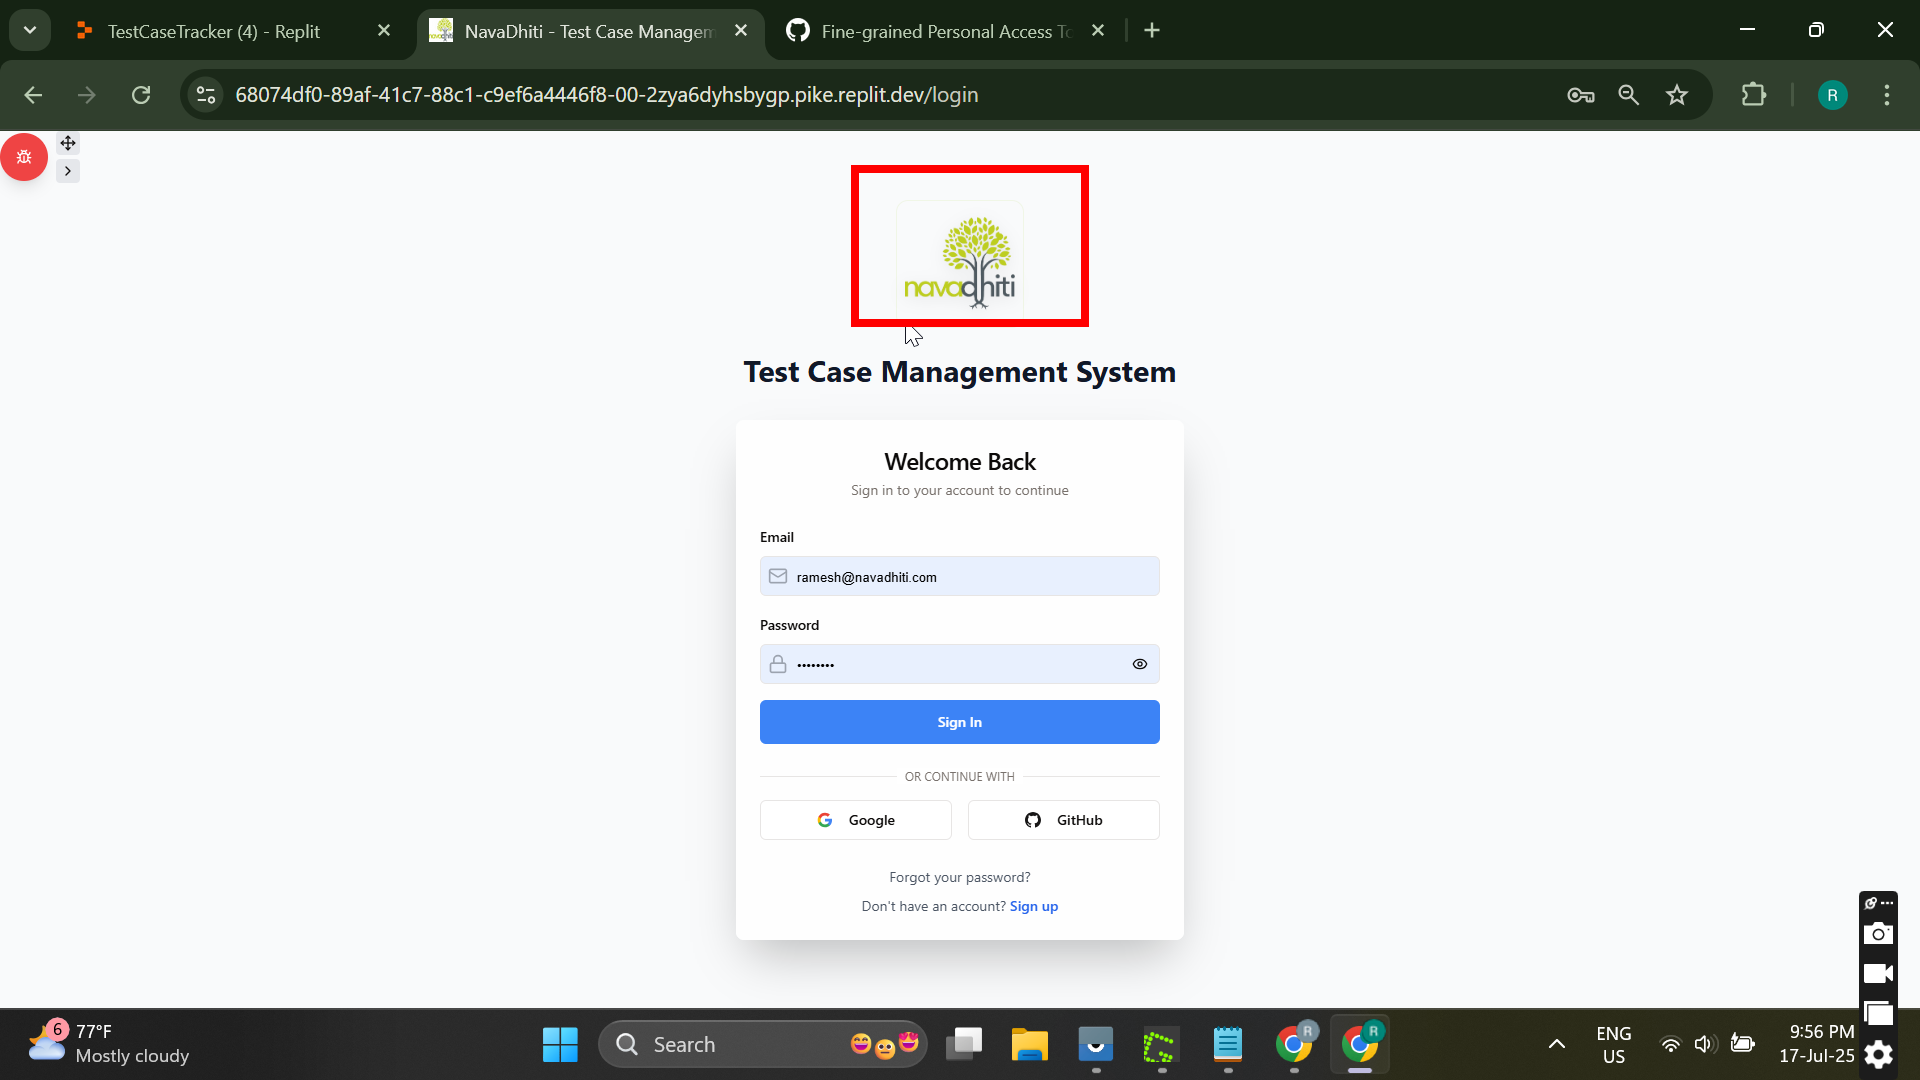 TestCaseTracker (4) - Replit
NavaDhiti - Test Case Managem
Fine-grained Personal Access To
68074df0-89af-41c7-88c1-c9ef6a4446f8-00-2zya6dyhsbygp.pike.replit.dev/login
R
navadhiti
Test Case Management System
Welcome Back
Sign in to your account to continue
Email
ramesh@navadhiti.com
Password
Sign In
OR CONTINUE WITH
Google
GitHub
Forgot your password?
Don't have an account? Sign up
6
77°F
Mostly cloudy
Search
R
R
ENG
US
9:56 PM
17-Jul-25